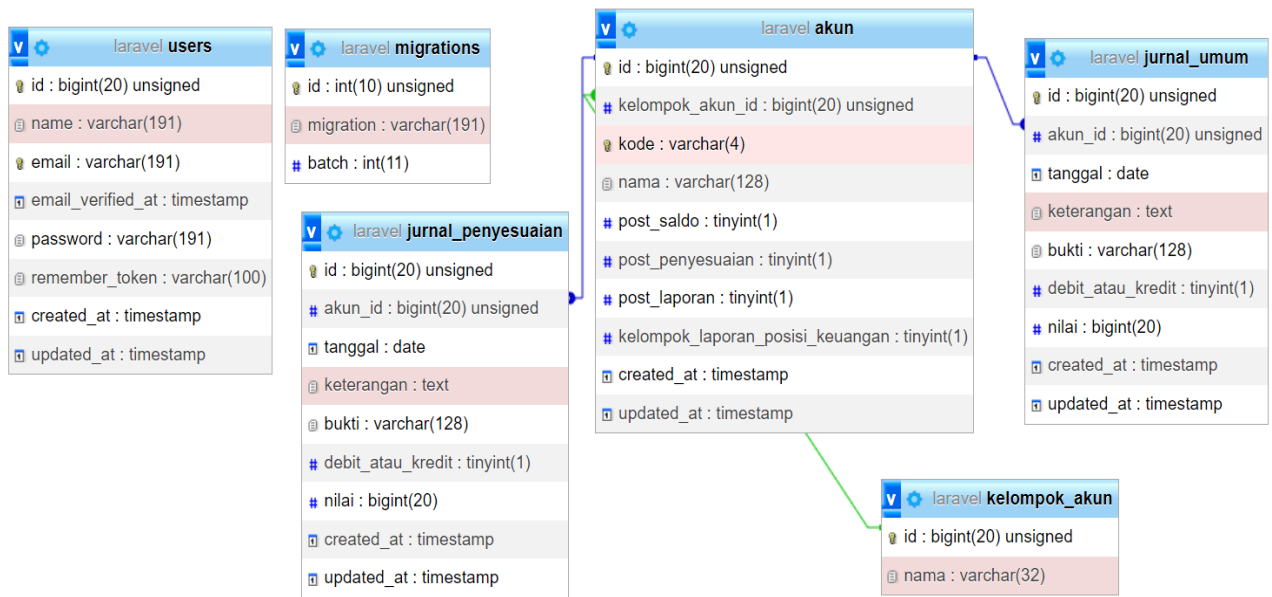 laravel users
id : bigint(20) unsigned
name : varchar(191)
email : varchar(191)
email_verified_at : timestamp
password : varchar(191)
remember_token : varchar(100)
created_at : timestamp
updated_at : timestamp
laravel migrations
id : int(10) unsigned
migration : varchar(191)
batch : int(11)
laravel jurnal_penyesuaian
id : bigint(20) unsigned
akun_id : bigint(20) unsigned
tanggal : date
keterangan : text
bukti : varchar(128)
debit_atau_kredit : tinyint(1)
nilai : bigint(20)
created_at : timestamp
updated_at : timestamp
laravel akun
id : bigint(20) unsigned
kelompok_akun_id : bigint(20) unsigned
kode : varchar(4)
nama : varchar(128)
post_saldo : tinyint(1)
post_penyesuaian : tinyint(1)
post_laporan : tinyint(1)
kelompok_laporan_posisi_keuangan : tinyint(1)
created_at : timestamp
updated_at : timestamp
laravel jurnal_umum
id : bigint(20) unsigned
akun_id : bigint(20) unsigned
tanggal : date
keterangan : text
bukti : varchar(128)
debit_atau_kredit : tinyint(1)
nilai : bigint(20)
created_at : timestamp
updated_at : timestamp
laravel kelompok_akun
id : bigint(20) unsigned
nama : varchar(32)